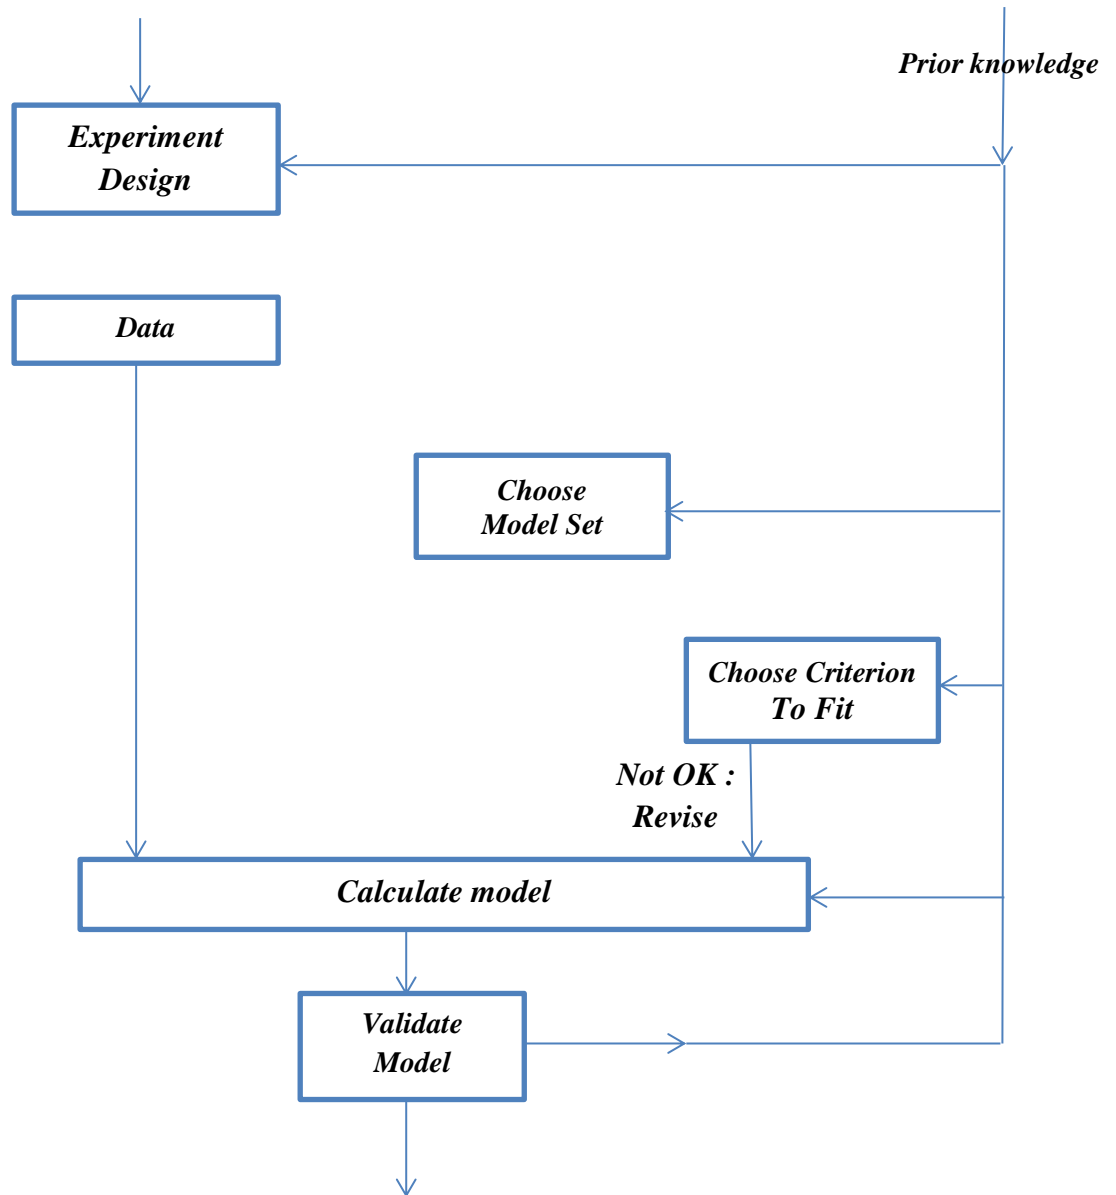 Prior knowledge
Experiment
Design
Data
Choose
Model Set
Choose Criterion
To Fit
Not OK :
Revise
Calculate model
Validate
Model